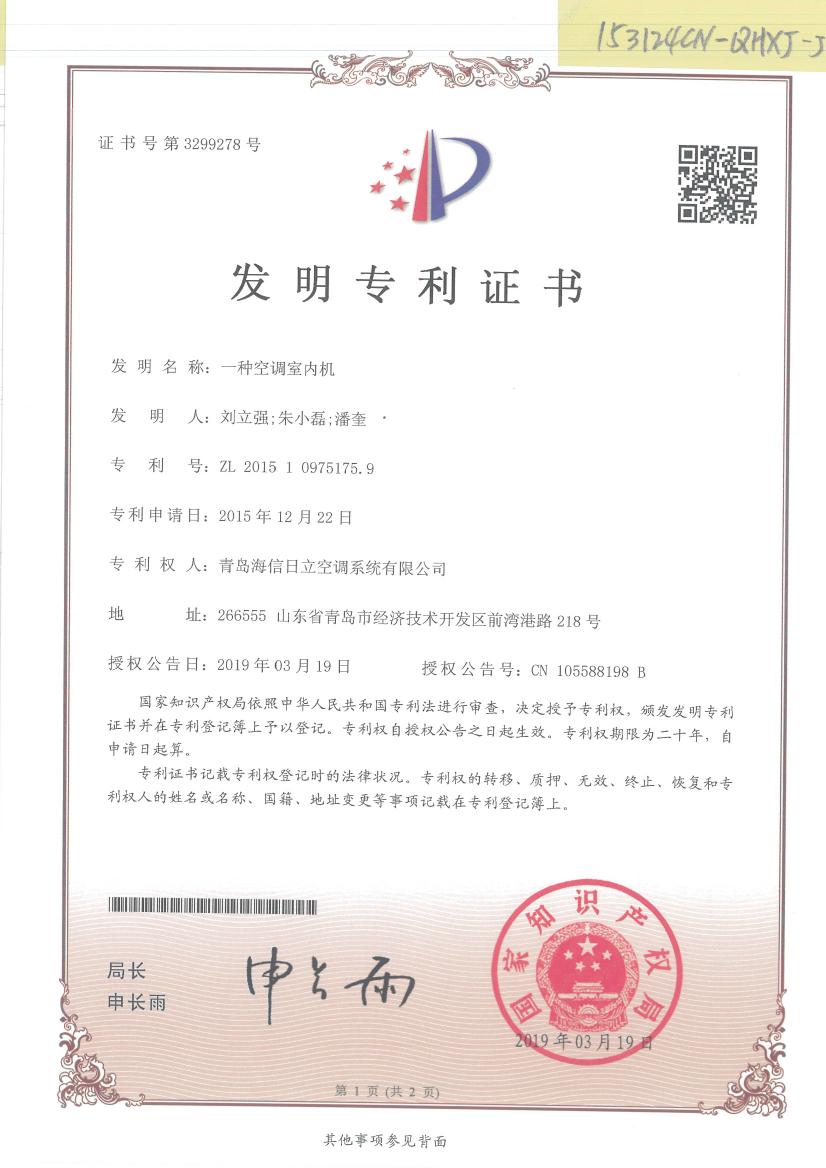 153124CN-QHXJ-J
证书号第3299278号
发明专利证书
发明名称：一种空调室内机
发明人：刘立强;朱小磊;潘奎
专利号：ZL 2015 1 0975175.9
专利申请日：2015年12月22日
专利权人：青岛海信日立空调系统有限公司
地址：266555 山东省青岛市经济技术开发区前湾港路218号
授权公告日：2019年03月19日 授权公告号：CN 105588198 B
国家知识产权局依照中华人民共和国专利法进行审查，决定授予专利权，颁发发明专利
证书并在专利登记簿上予以登记。专利权自授权公告之日起生效。专利权期限为二十年，自
申请日起算。
专利证书记载专利权登记时的法律状况。专利权的转移、质押、无效、终止、恢复和专
利权人的姓名或名称、国籍、地址变更等事项记载在专利登记簿上。
局长
申长雨
申长雨
国家知识产权局
2019年03月19日
第1页(共2页)
其他事项参见背面